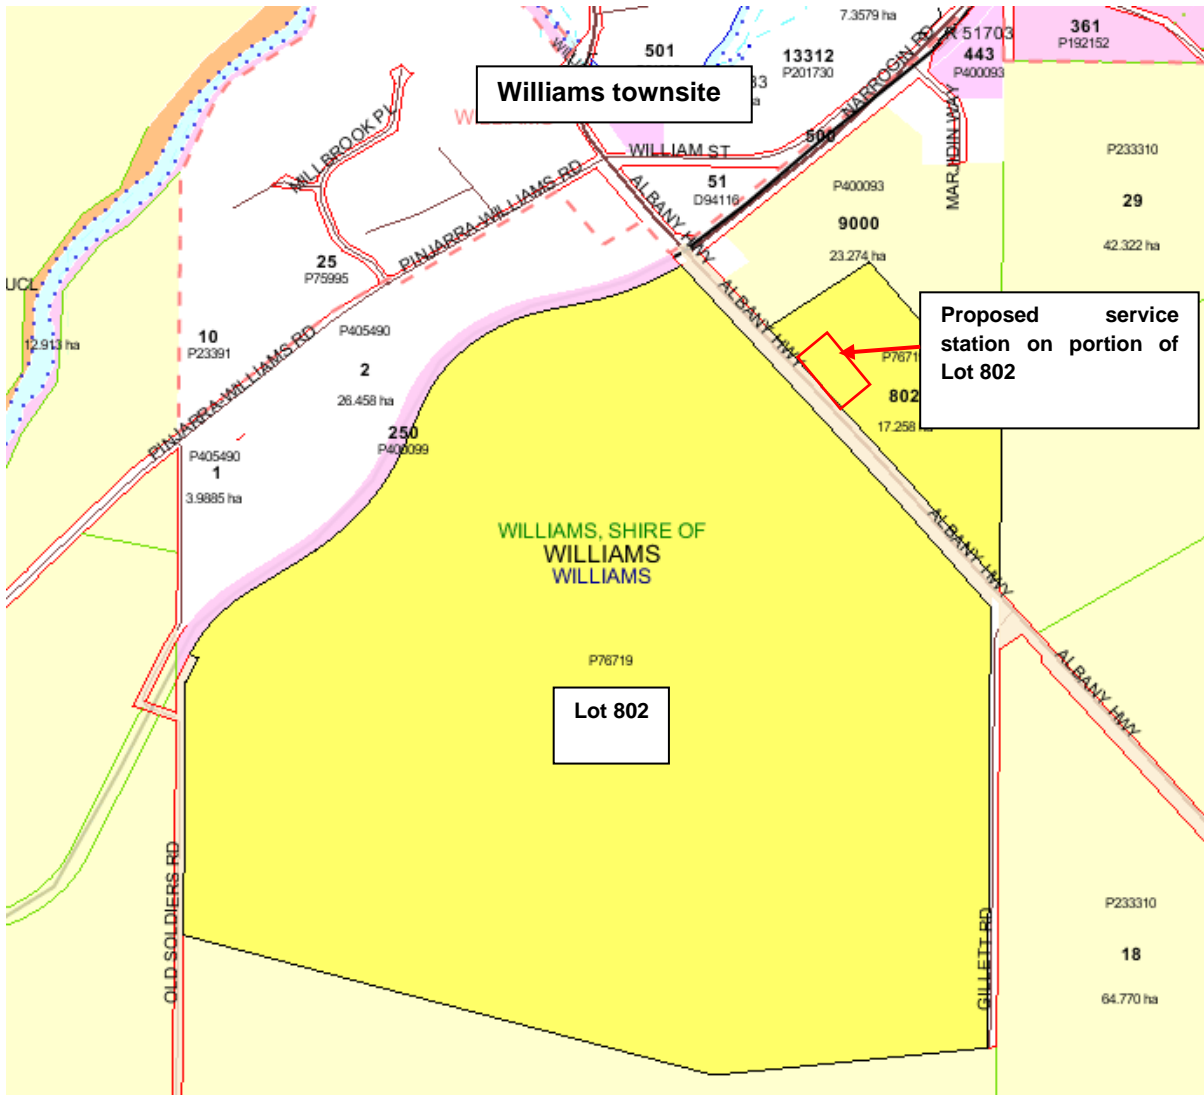 7.3579 ha
361
P192152
501
13312
P201730
R 51703
443
P400093
NARROGIN RD
Williams townsite
MILLBROOK PL
WILLIAM ST
500
MARJIDIN WAY
P233310
29
42.322 ha
51
D94116
P400093
9000
23.274 ha
ALBANY HWY
PINJARRA-WILLIAMS RD
25
P75995
UCL
12.913 ha
10
P23391
P405490
2
26.458 ha
ALBANY HWY
Proposed service
station on portion of
Lot 802
802
PINJARRA-WILLIAMS RD
250
P400099
P405490
1
3.9885 ha
WILLIAMS, SHIRE OF
WILLIAMS
WILLIAMS
ALBANY HWY
P76719
Lot 802
ALBANY HWY
OLD SOLDIERS RD
GILLETT RD
P233310
18
64.770 ha